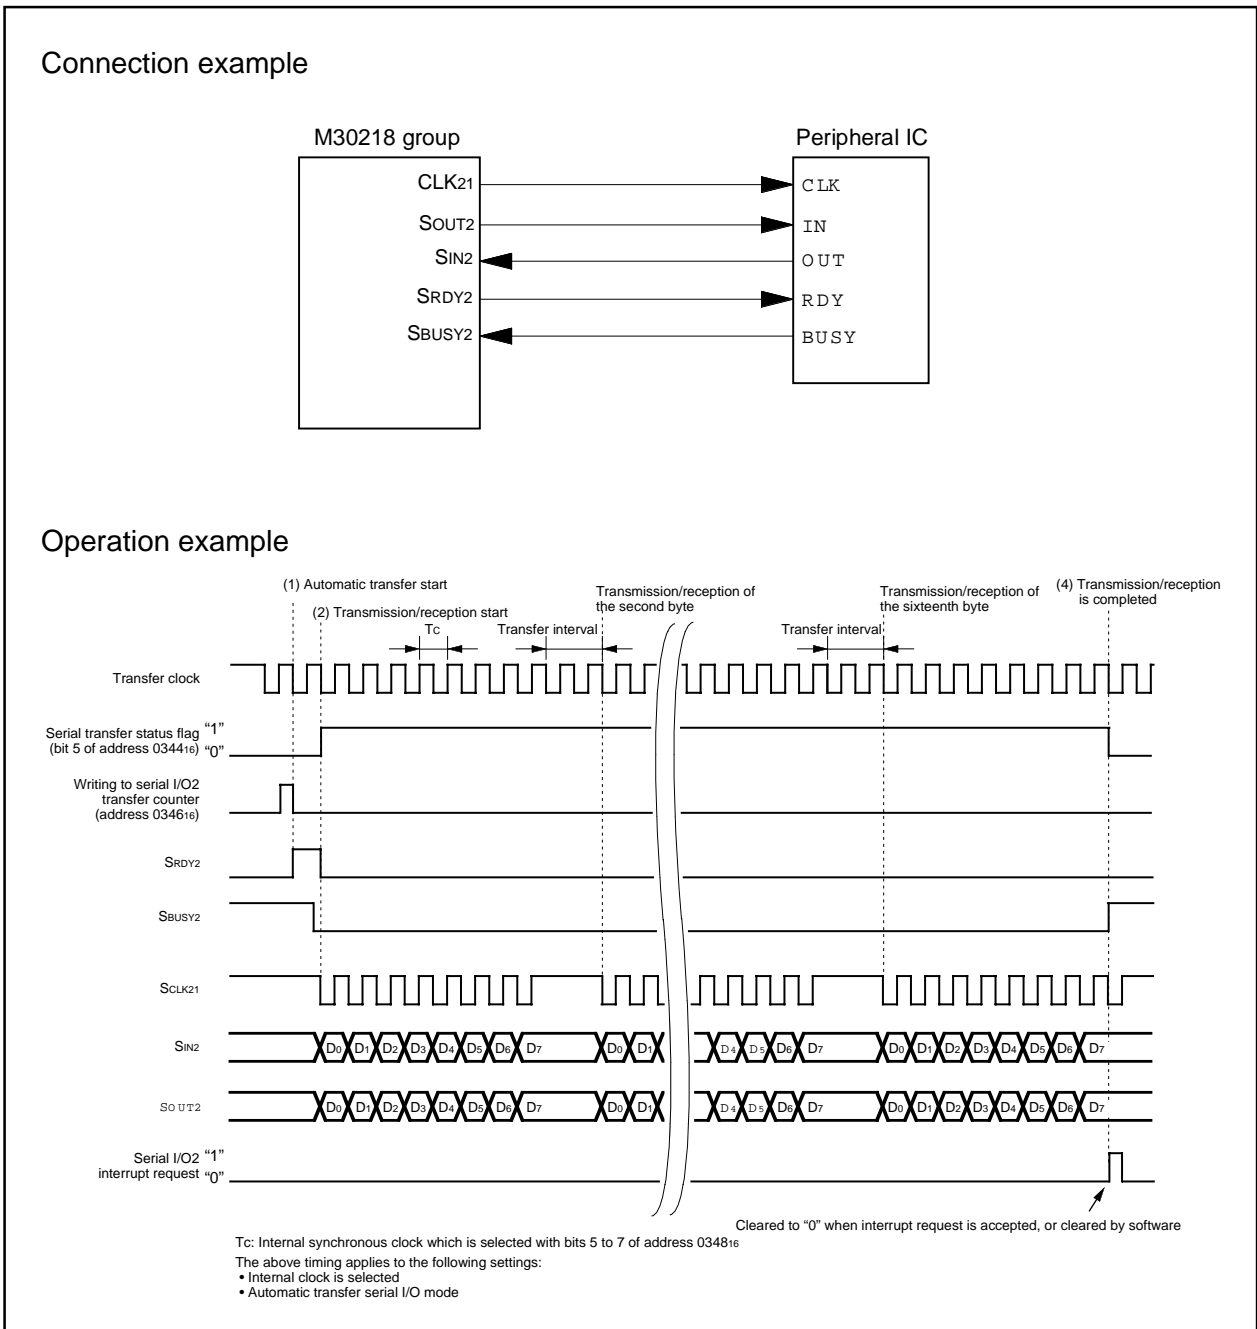 Connection example
M30218 group
Peripheral IC
CLK21
CLK
SOUT2
IN
SIN2
OUT
SRDY2
RDY
SBUSY2
BUSY
Operation example
(1) Automatic transfer start
(2) Transmission/reception start
Transmission/reception of
the second byte
Transmission/reception of
the sixteenth byte
(4) Transmission/reception
is completed
Tc
Transfer interval
Transfer interval
Transfer clock
Serial transfer status flag "1"
(bit 5 of address 034416) "0"
Writing to serial I/O2
transfer counter
(address 034616)
SRDY2
SBUSY2
SCLK21
SIN2 D0 D1 D2 D3 D4 D5 D6 D7 D0 D1 D4 D5 D6 D7 D0 D1 D2 D3 D4 D5 D6 D7
SOUT2 D0 D1 D2 D3 D4 D5 D6 D7 D0 D1 D4 D5 D6 D7 D0 D1 D2 D3 D4 D5 D6 D7
Serial I/O2 "1"
interrupt request "0"
Cleared to "0" when interrupt request is accepted, or cleared by software
Tc: Internal synchronous clock which is selected with bits 5 to 7 of address 034816
The above timing applies to the following settings:
• Internal clock is selected
• Automatic transfer serial I/O mode